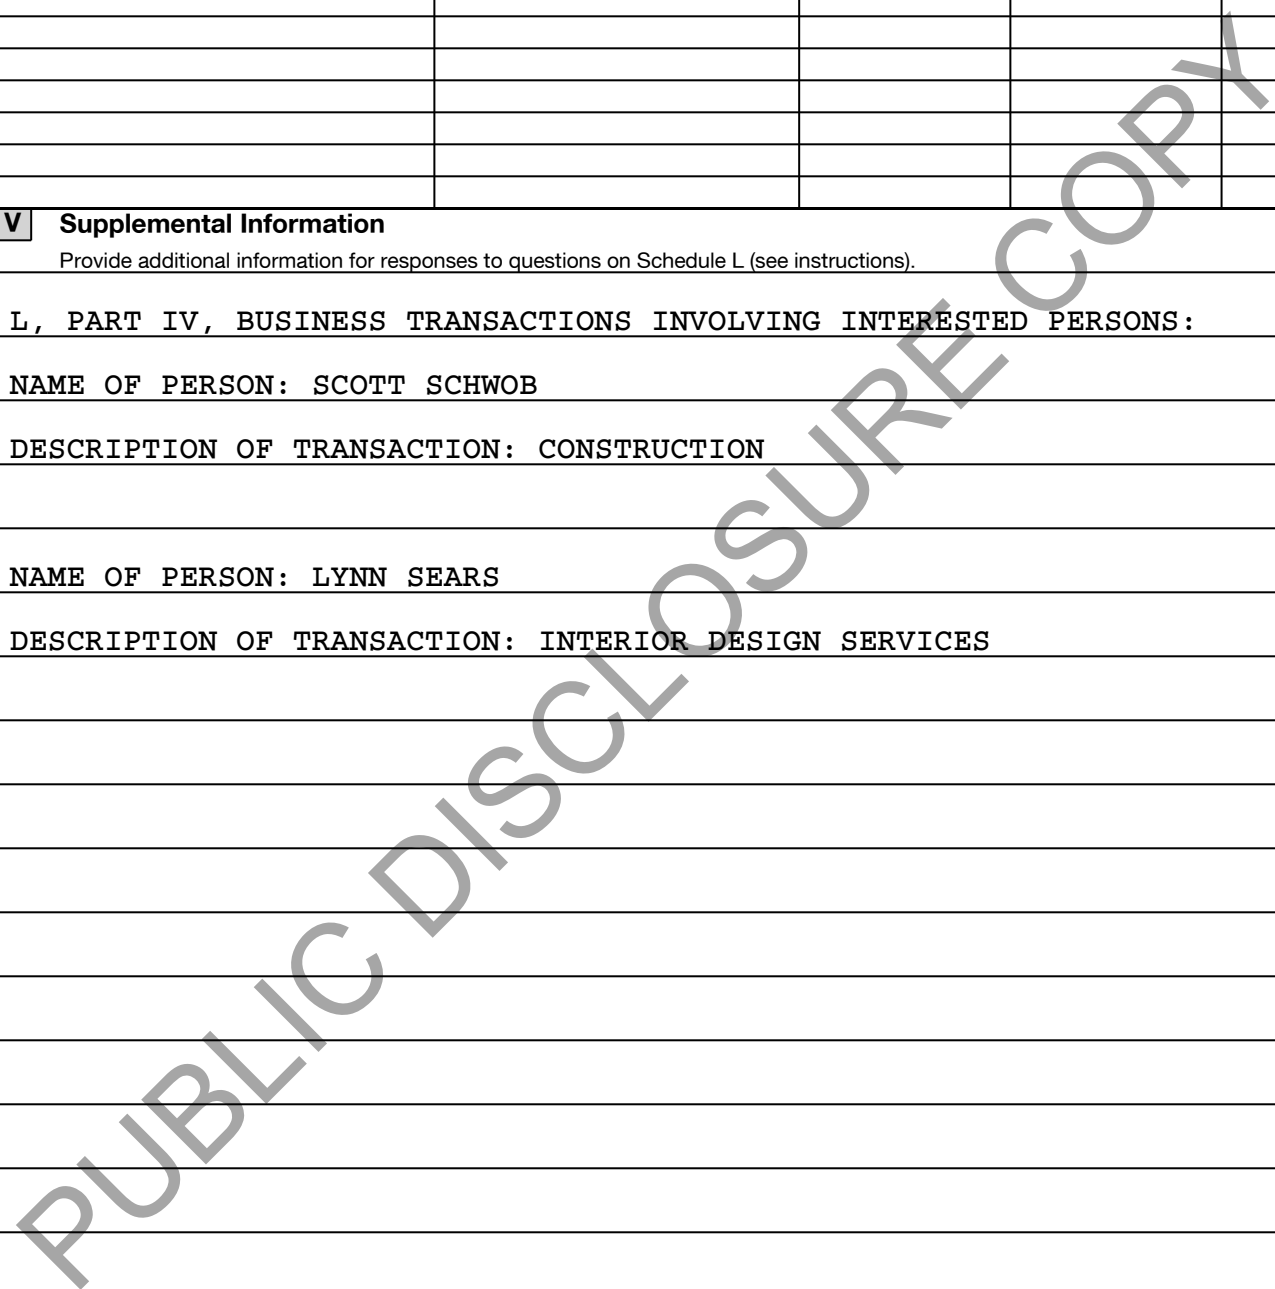 V Supplemental Information
Provide additional information for responses to questions on Schedule L (see instructions).
L, PART IV, BUSINESS TRANSACTIONS INVOLVING INTERESTED PERSONS:
NAME OF PERSON: SCOTT SCHWOB
DESCRIPTION OF TRANSACTION: CONSTRUCTION
NAME OF PERSON: LYNN SEARS
DESCRIPTION OF TRANSACTION: INTERIOR DESIGN SERVICES
PUBLIC DISCLOSURE COPY